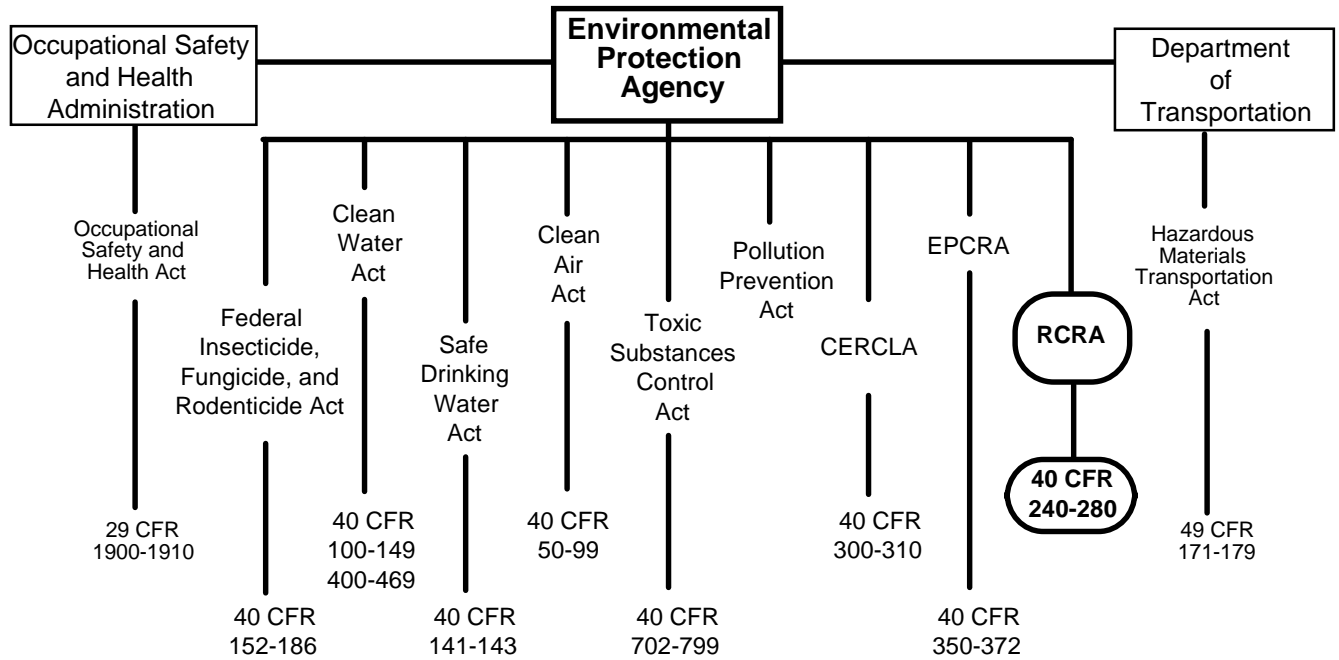 Occupational Safety
and Health
Administration
Environmental
Protection
Agency
Department
of
Transportation
Occupational
Safety and
Health Act
Federal
Insecticide,
Fungicide, and
Rodenticide Act
Clean
Water
Act
Safe
Drinking
Water
Act
Clean
Air
Act
Toxic
Substances
Control
Act
Pollution
Prevention
Act
CERCLA
EPCRA
RCRA
Hazardous
Materials
Transportation
Act
29 CFR
1900-1910
40 CFR
152-186
40 CFR
100-149
400-469
40 CFR
141-143
40 CFR
50-99
40 CFR
702-799
40 CFR
300-310
40 CFR
350-372
40 CFR
240-280
49 CFR
171-179